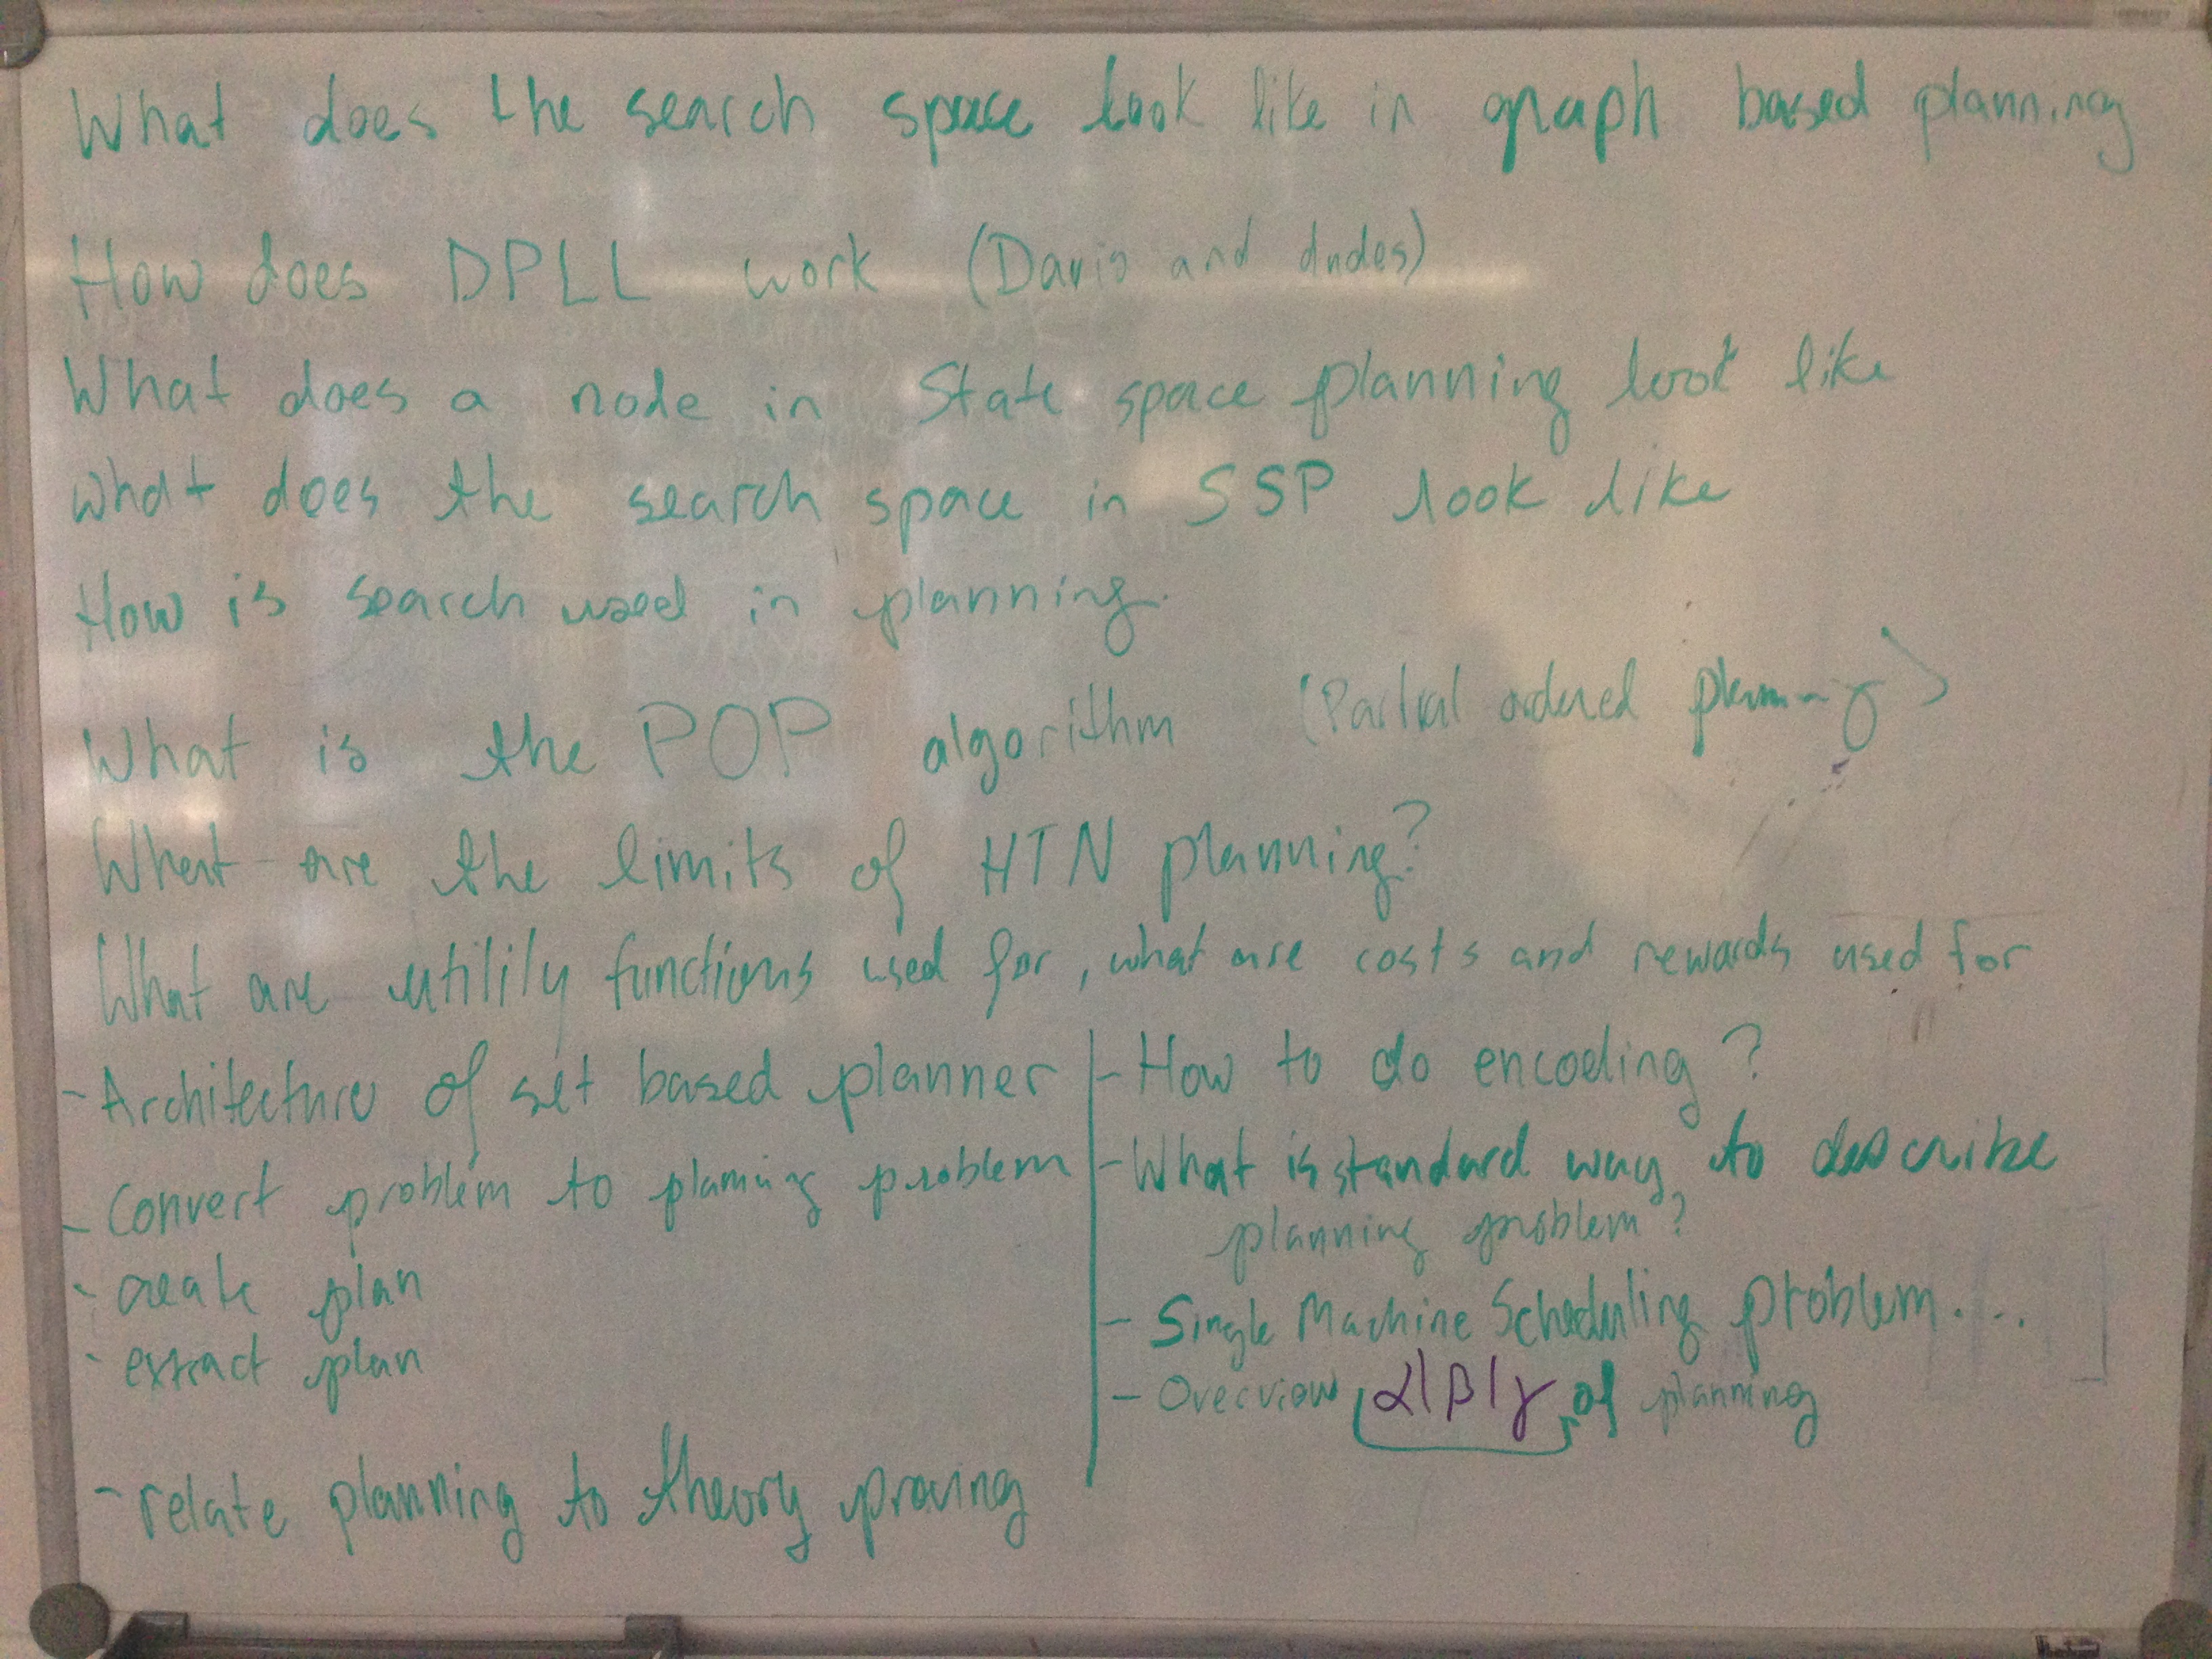 What does the search space look like in graph based planning
How does DPLL work (Davis and dudes)
What does a node in State space planning look like
what does the search space in SSP look like
How is search used in planning.
What is the POP algorithm (Partial ordered planning)
What are the limits of HTN planning?
What are utility functions used for, what are costs and rewards used for
- Architecture of set based planner
- Convert problem to planning problem
- create plan
- extract plan
- relate planning to theory proving
- How to do encoding?
- What is standard way to describe
planning problem?
- Single Machine Scheduling problem...
- Overview α|β|γ of planning